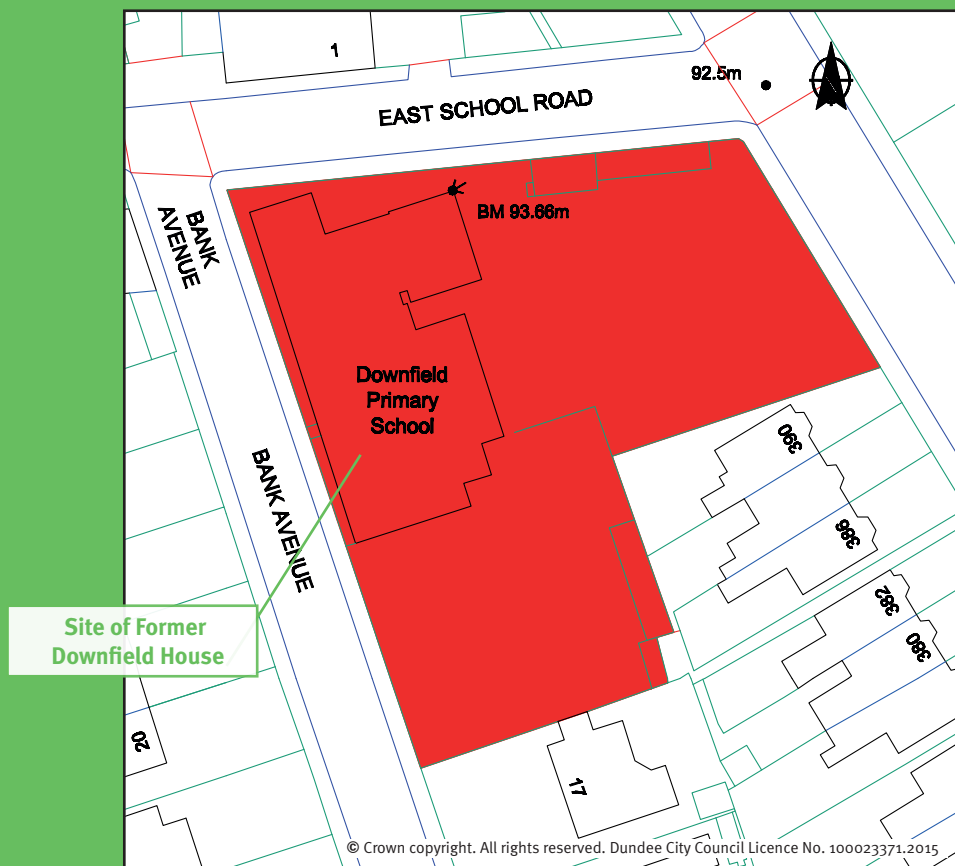 1
92.5m
EAST SCHOOL ROAD
BM 93.66m
BANK
AVENUE
Downfield
Primary
School
390
386
BANK AVENUE
382
380
Site of Former
Downfield House
20
17
© Crown copyright. All rights reserved. Dundee City Council Licence No. 100023371.2015